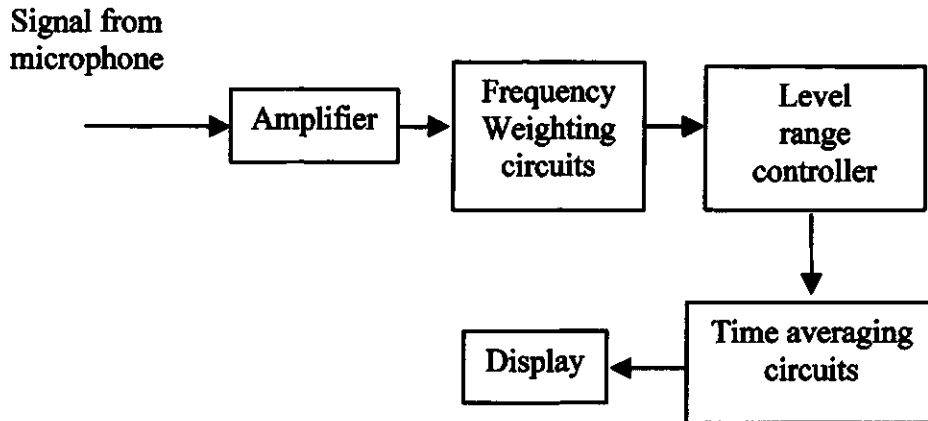 Signal from
microphone
Amplifier
Frequency
Weighting
circuits
Level
range
controller
Time averaging
circuits
Display